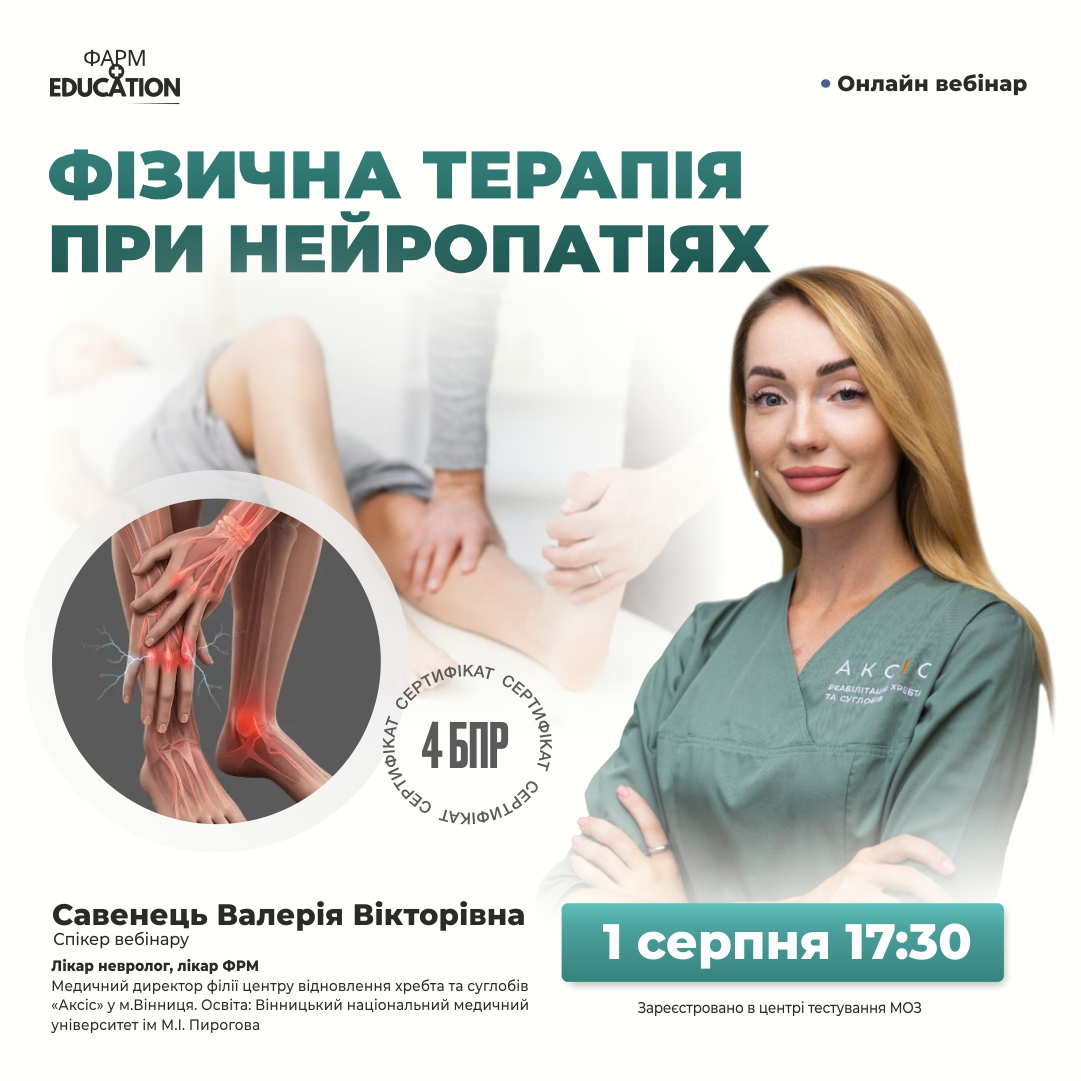 ФАРМ
EDUCATION
Онлайн вебінар
ФІЗИЧНА ТЕРАПІЯ
ПРИ НЕЙРОПАТІЯХ
АКСІС
РЕАБІЛІТАЦІЯ ХРЕБТА
ТА СУГЛОБІВ
СЕРТИФІКАТ СЕРТИФІКАТ СЕРТИФІКАТ СЕРТИФІКАТ
4 БПР
Савенець Валерія Вікторівна
Спікер вебінару
Лікар невролог, лікар ФРМ
Медичний директор філії центру відновлення хребта та суглобів
«Аксіс» у м.Вінниця. Освіта: Вінницький національний медичний
університет ім М.І. Пирогова
1 серпня 17:30
Зареєстровано в центрі тестування МОЗ